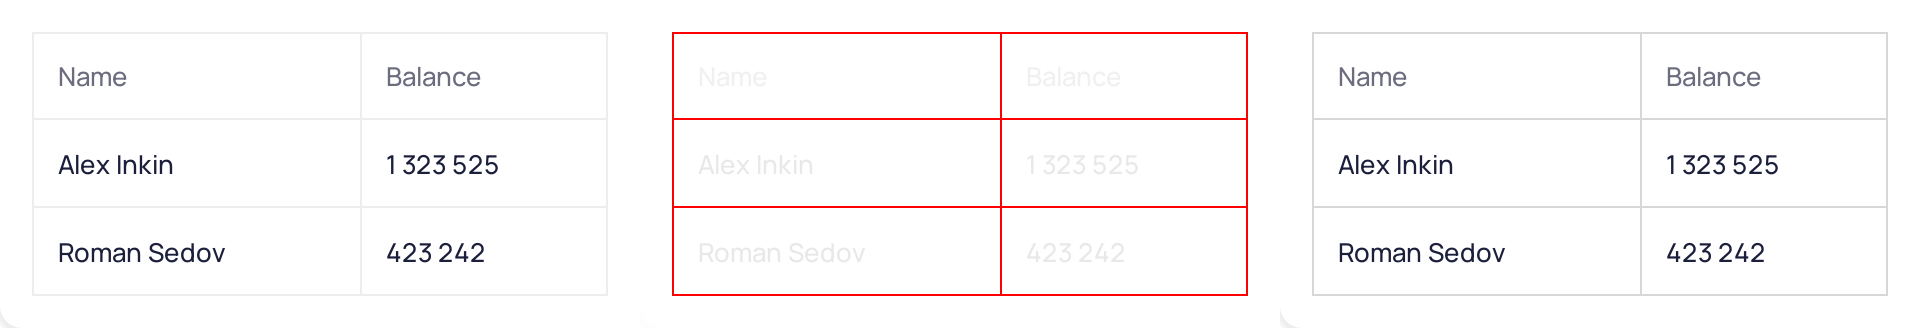 Name Balance Name Balance Name Balance
Alex Inkin 1 323 525 Alex Inkin 1 323 525 Alex Inkin 1 323 525
Roman Sedov 423 242 Roman Sedov 423 242 Roman Sedov 423 242